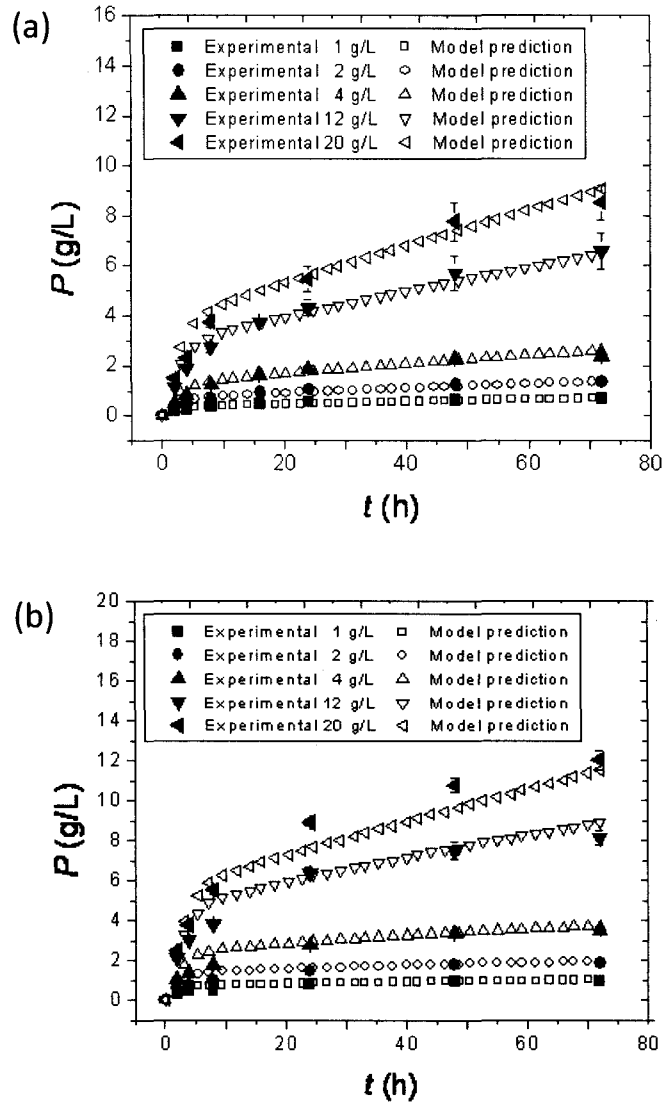 (a)
16
14
12
10
8
6
4
2
0
P (g/L)
Experimental 1 g/L Model prediction
Experimental 2 g/L Model prediction
Experimental 4 g/L Model prediction
Experimental 12 g/L Model prediction
Experimental 20 g/L Model prediction
0 20 40 60 80
t (h)
(b)
20
18
16
14
12
10
8
6
4
2
0
P (g/L)
Experimental 1 g/L Model prediction
Experimental 2 g/L Model prediction
Experimental 4 g/L Model prediction
Experimental 12 g/L Model prediction
Experimental 20 g/L Model prediction
0 20 40 60 80
t (h)